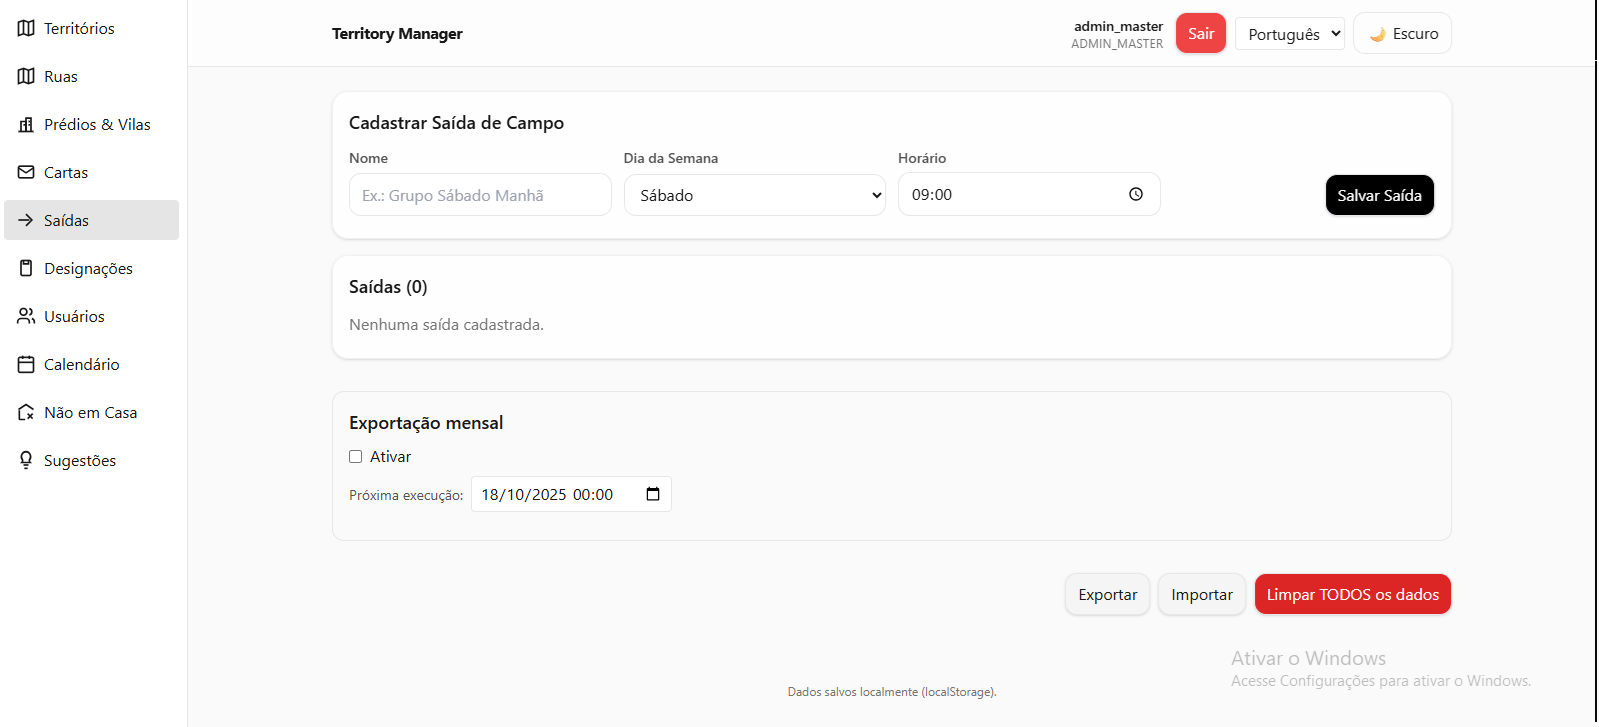 Territórios
Ruas
Prédios & Vilas
Cartas
Saídas
Designações
Usuários
Calendário
Não em Casa
Sugestões
Territory Manager
admin_master
ADMIN_MASTER
Sair
Português
🌙 Escuro
Cadastrar Saída de Campo
Nome
Ex.: Grupo Sábado Manhã
Dia da Semana
Sábado
Horário
09:00
Salvar Saída
Saídas (0)
Nenhuma saída cadastrada.
Exportação mensal
Ativar
Próxima execução: 18/10/2025 00:00
Exportar
Importar
Limpar TODOS os dados
Ativar o Windows
Acesse Configurações para ativar o Windows.
Dados salvos localmente (localStorage).